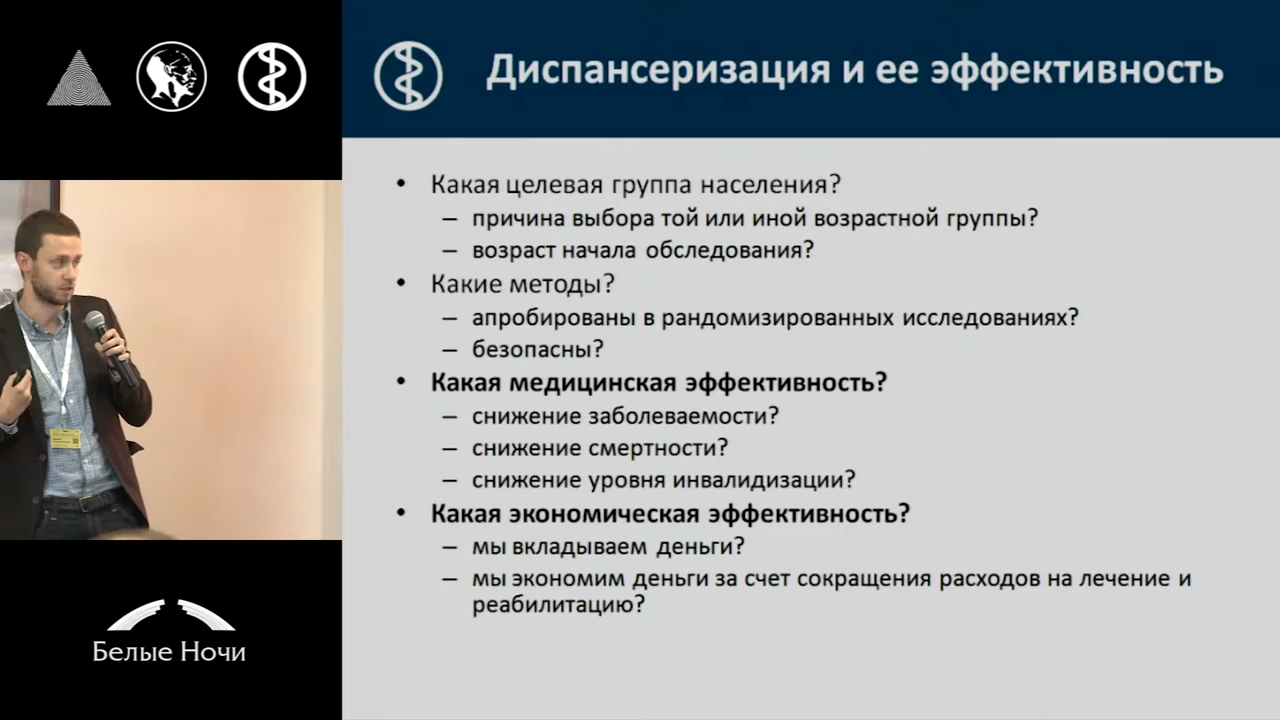 Диспансеризация и ее эффективность
• Какая целевая группа населения?
– причина выбора той или иной возрастной группы?
– возраст начала обследования?
• Какие методы?
– апробированы в рандомизированных исследованиях?
– безопасны?
• Какая медицинская эффективность?
– снижение заболеваемости?
– снижение смертности?
– снижение уровня инвалидизации?
• Какая экономическая эффективность?
– мы вкладываем деньги?
– мы экономим деньги за счет сокращения расходов на лечение и
реабилитацию?
Белые Ночи